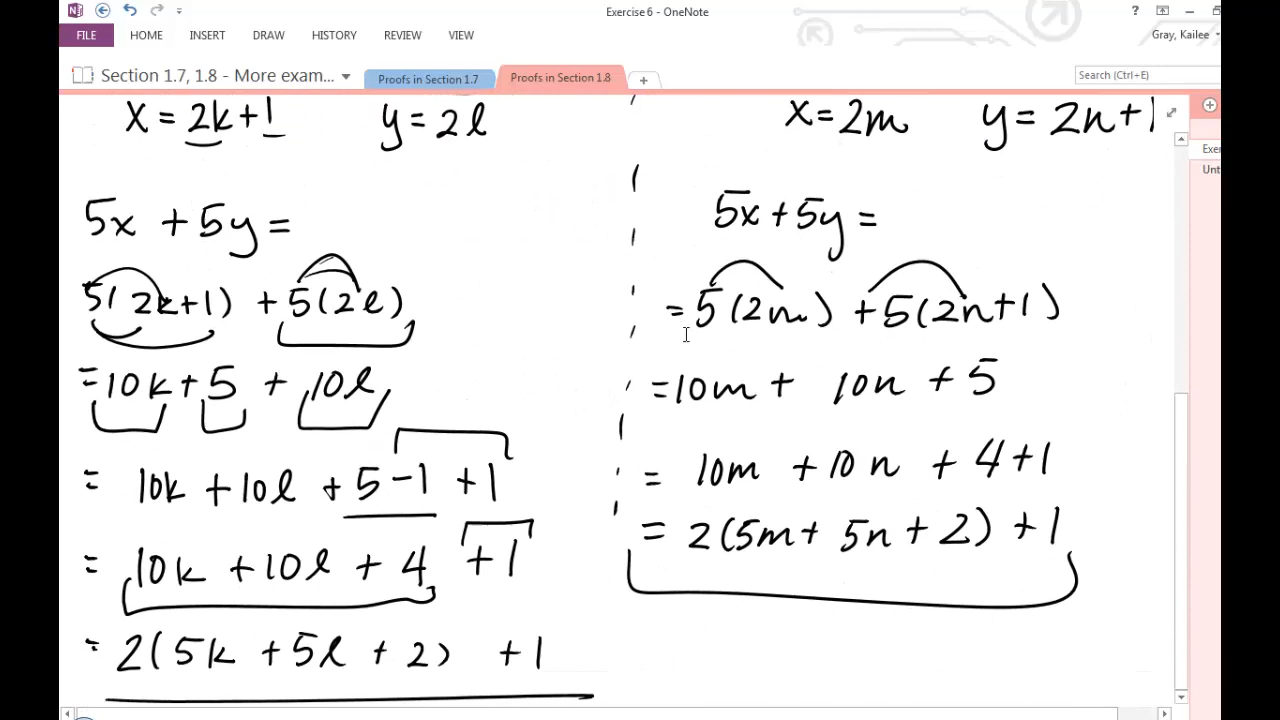 Exercise 6 - OneNote
?
FILE HOME INSERT DRAW HISTORY REVIEW VIEW
Gray, Kailee
Section 1.7, 1.8 - More exam...
Proofs in Section 1.7
Proofs in Section 1.8
Search (Ctrl+E)
x = 2k+1 y = 2l
5x + 5y =
5(2k+1) + 5(2l)
= 10k + 5 + 10l
= 10k + 10l + 5 - 1 + 1
= 10k + 10l + 4 + 1
= 2(5k + 5l + 2) + 1
x = 2m y = 2n+1
5x + 5y =
= 5(2m) + 5(2n+1)
= 10m + 10n + 5
= 10m + 10n + 4 + 1
= 2(5m + 5n + 2) + 1
Exer
Unt